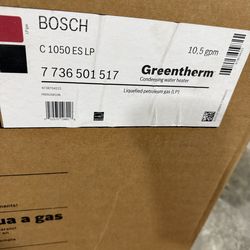 BOSCH
C 1050 ES LP
10,5 gpm
7 736 501 517
Greentherm
Condensing water heater
Liquefied petroleum gas (LP)
ua a gas